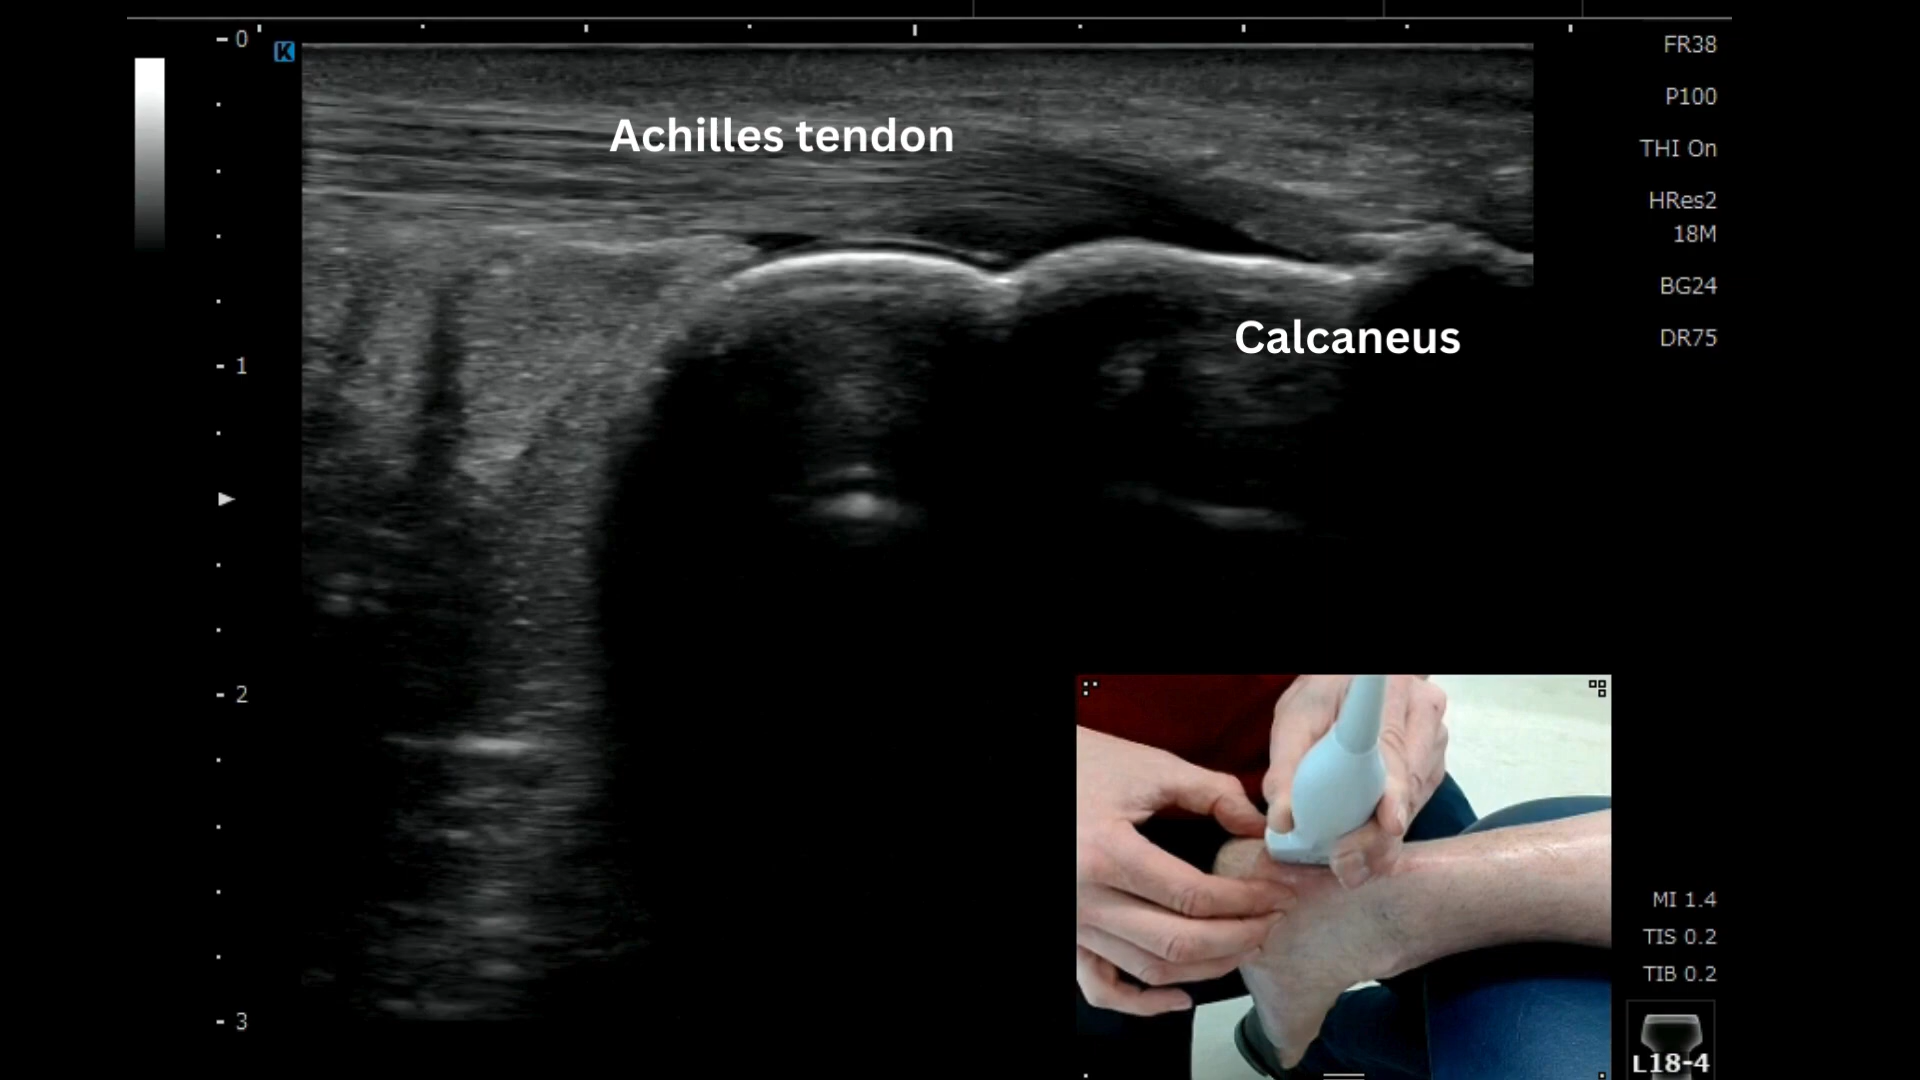 0
K
FR38
P100
Achilles tendon
THI On
HRes2
18M
BG24
Calcaneus
DR75
1
2
MI 1.4
TIS 0.2
TIB 0.2
3
L18-4